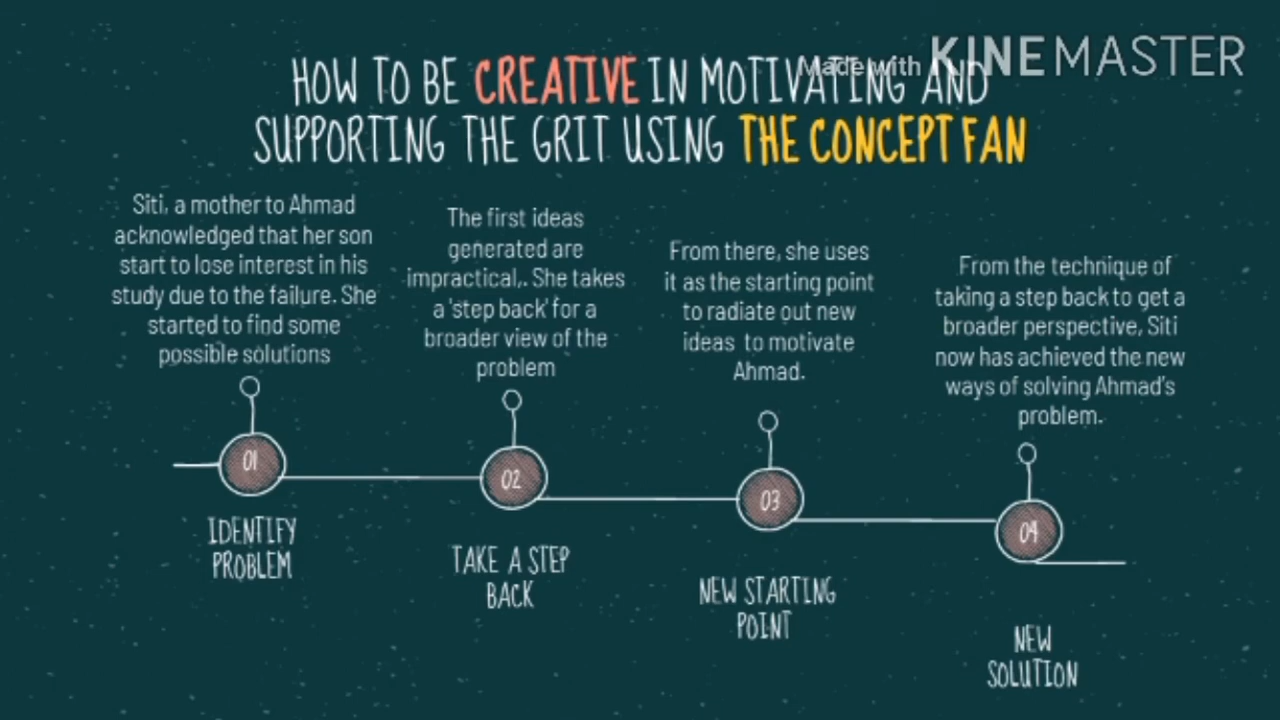 Made with KINEMASTER
HOW TO BE CREATIVE IN MOTIVATING AND
SUPPORTING THE GRIT USING THE CONCEPT FAN
Siti, a mother to Ahmad
acknowledged that her son
start to lose interest in his
study due to the failure. She
started to find some
possible solutions
01
IDENTIFY
PROBLEM
The first ideas
generated are
impractical,. She takes
a 'step back' for a
broader view of the
problem
02
TAKE A STEP
BACK
From there, she uses
it as the starting point
to radiate out new
ideas to motivate
Ahmad.
03
NEW STARTING
POINT
From the technique of
taking a step back to get a
broader perspective, Siti
now has achieved the new
ways of solving Ahmad's
problem.
04
NEW
SOLUTION